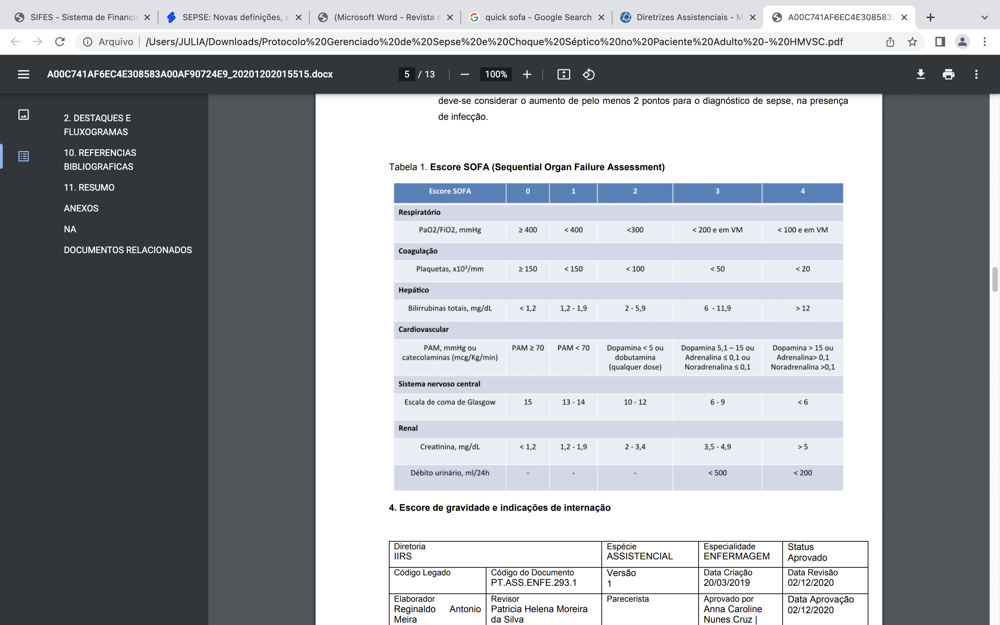 SIFES - Sistema de Financia
SEPSE: Novas definições, c
(Microsoft Word - Revista d
quick sofa - Google Search
Diretrizes Assistenciais - M
A00C741AF6EC4E308583A
Arquivo /Users/JULIA/Downloads/Protocolo%20Gerenciado%20de%20Sepse%20e%20Choque%20Séptico%20no%20Paciente%20Adulto%20-%20HMVSC.pdf
A00C741AF6EC4E308583A00AF90724E9_20201202015515.docx 5 / 13 100%
2. DESTAQUES E
FLUXOGRAMAS
10. REFERENCIAS
BIBLIOGRAFICAS
11. RESUMO
ANEXOS
NA
DOCUMENTOS RELACIONADOS
deve-se considerar o aumento de pelo menos 2 pontos para o diagnóstico de sepse, na presença
de infecção.
Tabela 1. Escore SOFA (Sequential Organ Failure Assessment)
Escore SOFA 0 1 2 3 4
Respiratório
PaO2/FiO2, mmHg ≥ 400 < 400 <300 < 200 e em VM < 100 e em VM
Coagulação
Plaquetas, x10³/mm ≥ 150 < 150 < 100 < 50 < 20
Hepático
Bilirrubinas totais, mg/dL < 1,2 1,2 - 1,9 2 - 5,9 6 - 11,9 > 12
Cardiovascular
PAM, mmHg ou PAM ≥ 70 PAM < 70 Dopamina < 5 ou Dopamina 5,1 – 15 ou Dopamina > 15 ou
catecolaminas (mcg/Kg/min) dobutamina Adrenalina ≤ 0,1 ou Adrenalina> 0,1
(qualquer dose) Noradrenalina ≤ 0,1 Noradrenalina >0,1
Sistema nervoso central
Escala de coma de Glasgow 15 13 - 14 10 - 12 6 - 9 < 6
Renal
Creatinina, mg/dL < 1,2 1,2 - 1,9 2 - 3,4 3,5 - 4,9 > 5
Débito urinário, ml/24h - - - < 500 < 200
4. Escore de gravidade e indicações de internação
Diretoria Espécie Especialidade Status
IIRS ASSISTENCIAL ENFERMAGEM Aprovado
Código Legado Código do Documento Versão Data Criação Data Revisão
PT.ASS.ENFE.293.1 1 20/03/2019 02/12/2020
Elaborador Revisor Parecerista Aprovado por Data Aprovação
Reginaldo Antonio Patricia Helena Moreira Anna Caroline 02/12/2020
Meira da Silva Nunes Cruz |